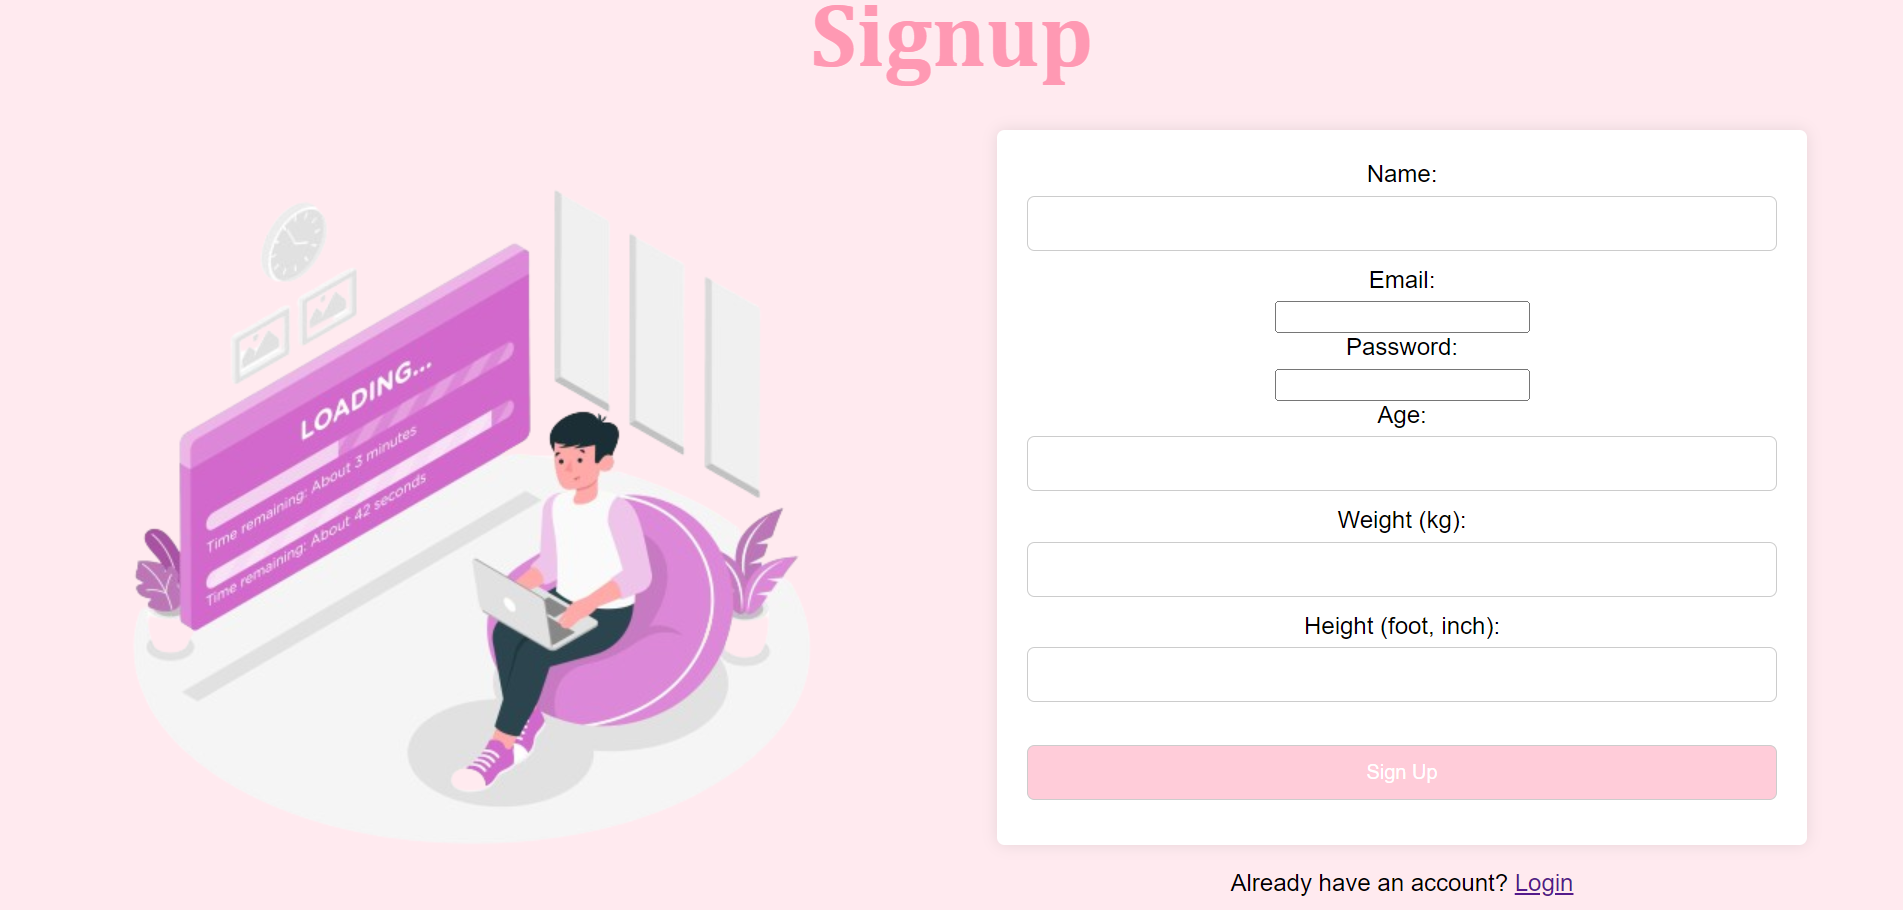 Signup
LOADING...
Time remaining: About 3 minutes
Time remaining: About 42 seconds
Name:
Email:
Password:
Age:
Weight (kg):
Height (foot, inch):
Sign Up
Already have an account? Login